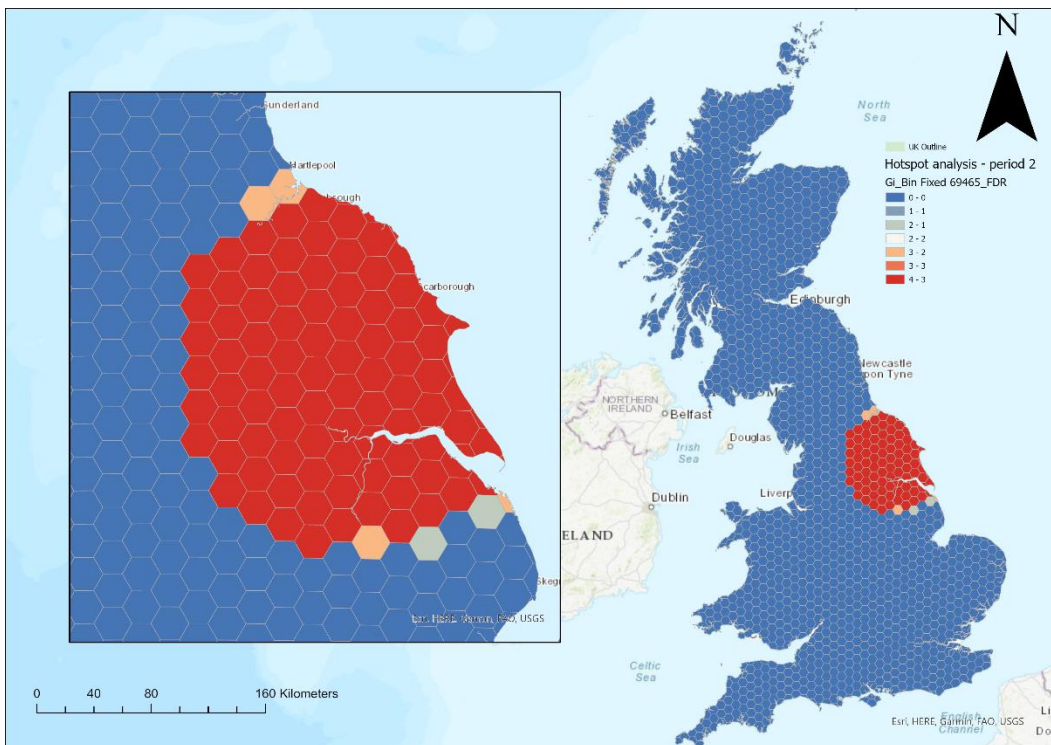 Sunderland
Hartlepool
brough
Scarborough
Skegn
Esri, HERE, Garmin, FAO, USGS
0 40 80 160 Kilometers
N
North
Sea
UK Outline
Hotspot analysis - period 2
Gi_Bin Fixed 69465_FDR
0 - 0
1 - 1
2 - 1
2 - 2
3 - 2
3 - 3
4 - 3
Edinburgh
Newcastle
upon Tyne
NORTHERN
IRELAND
Belfast
Irish
Sea
Douglas
Dublin
Liverp
ELAND
Celtic
Sea
English
Channel
Esri, HERE, Garmin, FAO, USGS